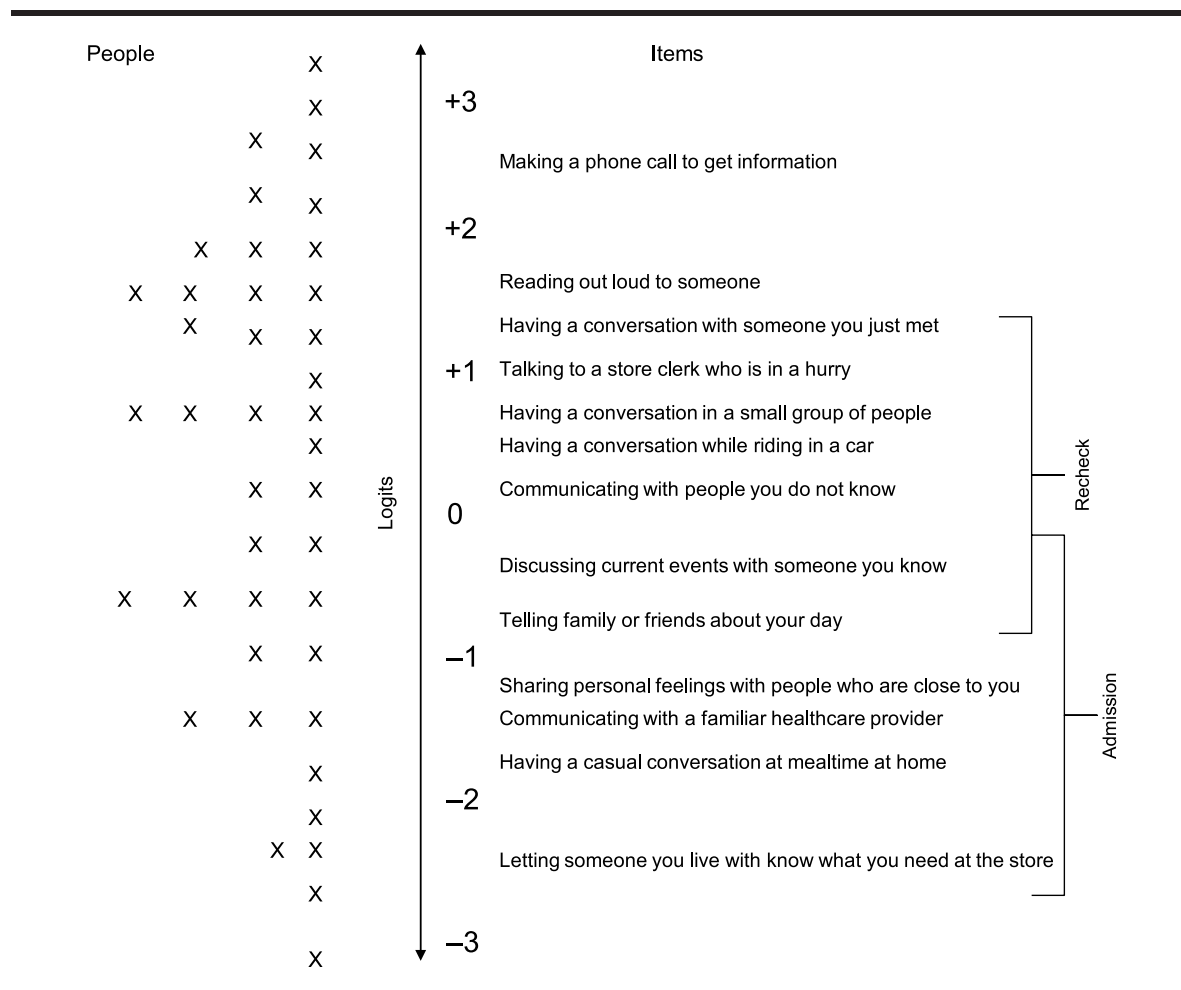 People Items
X
X +3
X X
Making a phone call to get information
X X
+2
X X X
Reading out loud to someone
X X X X
X X X Having a conversation with someone you just met
X +1 Talking to a store clerk who is in a hurry
X X X X Having a conversation in a small group of people
X Having a conversation while riding in a car
X X Communicating with people you do not know
Logits
0
Recheck
X X
Discussing current events with someone you know
X X X X
Telling family or friends about your day
X X –1
Sharing personal feelings with people who are close to you
X X X Communicating with a familiar healthcare provider
Admission
X Having a casual conversation at mealtime at home
–2
X
X X Letting someone you live with know what you need at the store
X
–3
X